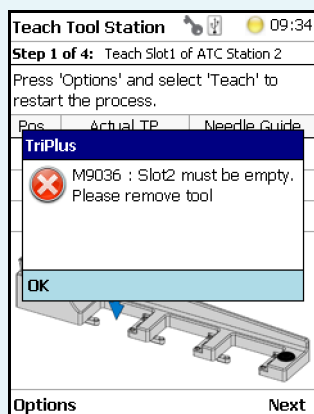 Teach Tool Station 09:34
Step 1 of 4: Teach Slot1 of ATC Station 2
Press 'Options' and select 'Teach' to
restart the process.
Pos Actual TP Needle Guide
TriPlus
M9036 : Slot2 must be empty.
Please remove tool
OK
Options Next